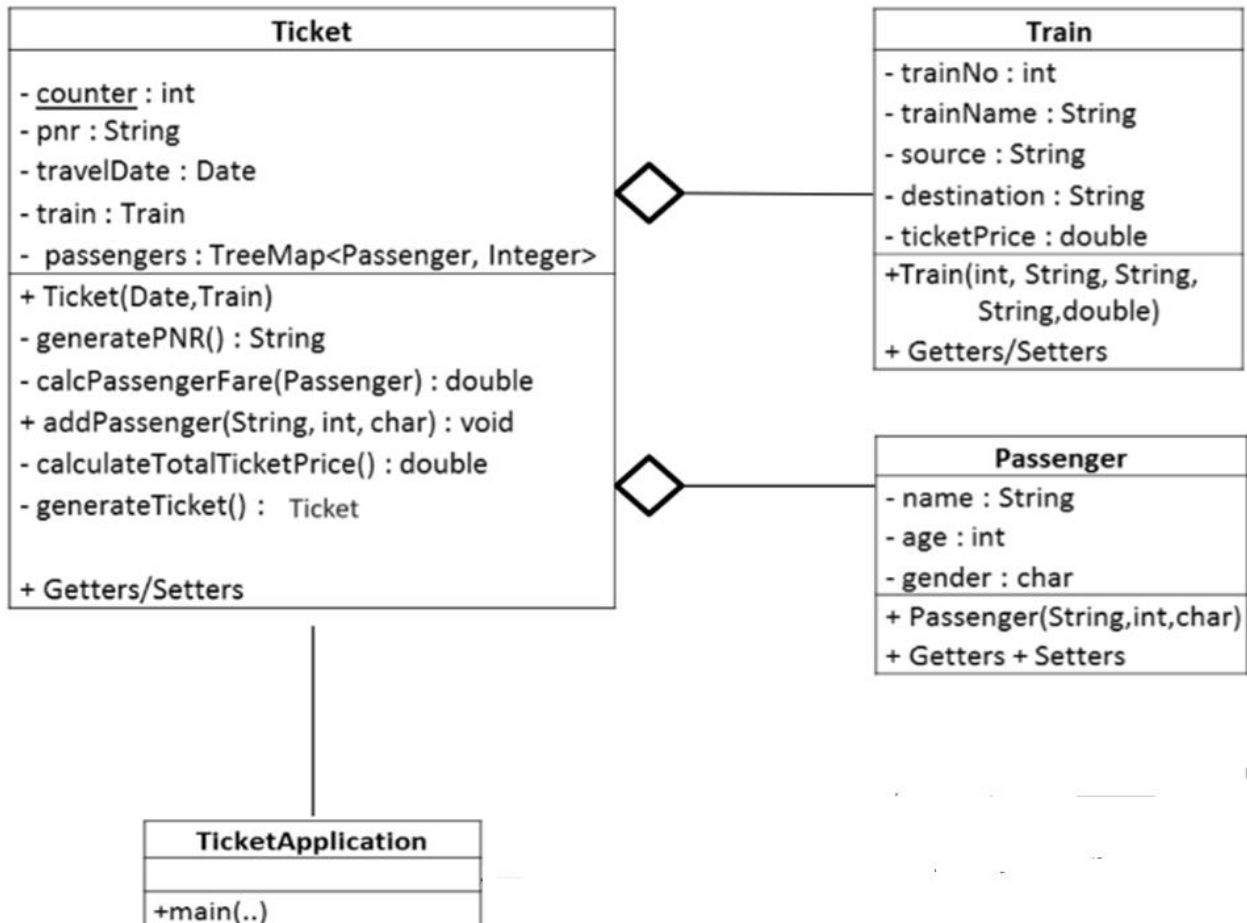 Ticket
- counter : int
- pnr : String
- travelDate : Date
- train : Train
- passengers : TreeMap<Passenger, Integer>
+ Ticket(Date,Train)
- generatePNR() : String
- calcPassengerFare(Passenger) : double
+ addPassenger(String, int, char) : void
- calculateTotalTicketPrice() : double
- generateTicket() : Ticket
+ Getters/Setters
Train
- trainNo : int
- trainName : String
- source : String
- destination : String
- ticketPrice : double
+Train(int, String, String,
String,double)
+ Getters/Setters
Passenger
- name : String
- age : int
- gender : char
+ Passenger(String,int,char)
+ Getters + Setters
TicketApplication
+main(..)